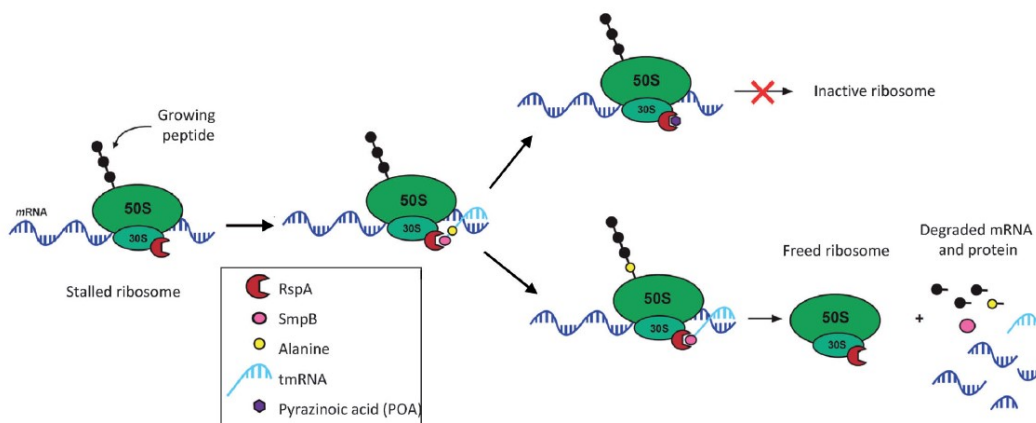 Growing
peptide
mRNA
50S
30S
Stalled ribosome
50S
30S
50S
30S
Inactive ribosome
50S
30S
Freed ribosome
50S
30S
+
Degraded mRNA
and protein
RspA
SmpB
Alanine
tmRNA
Pyrazinoic acid (POA)